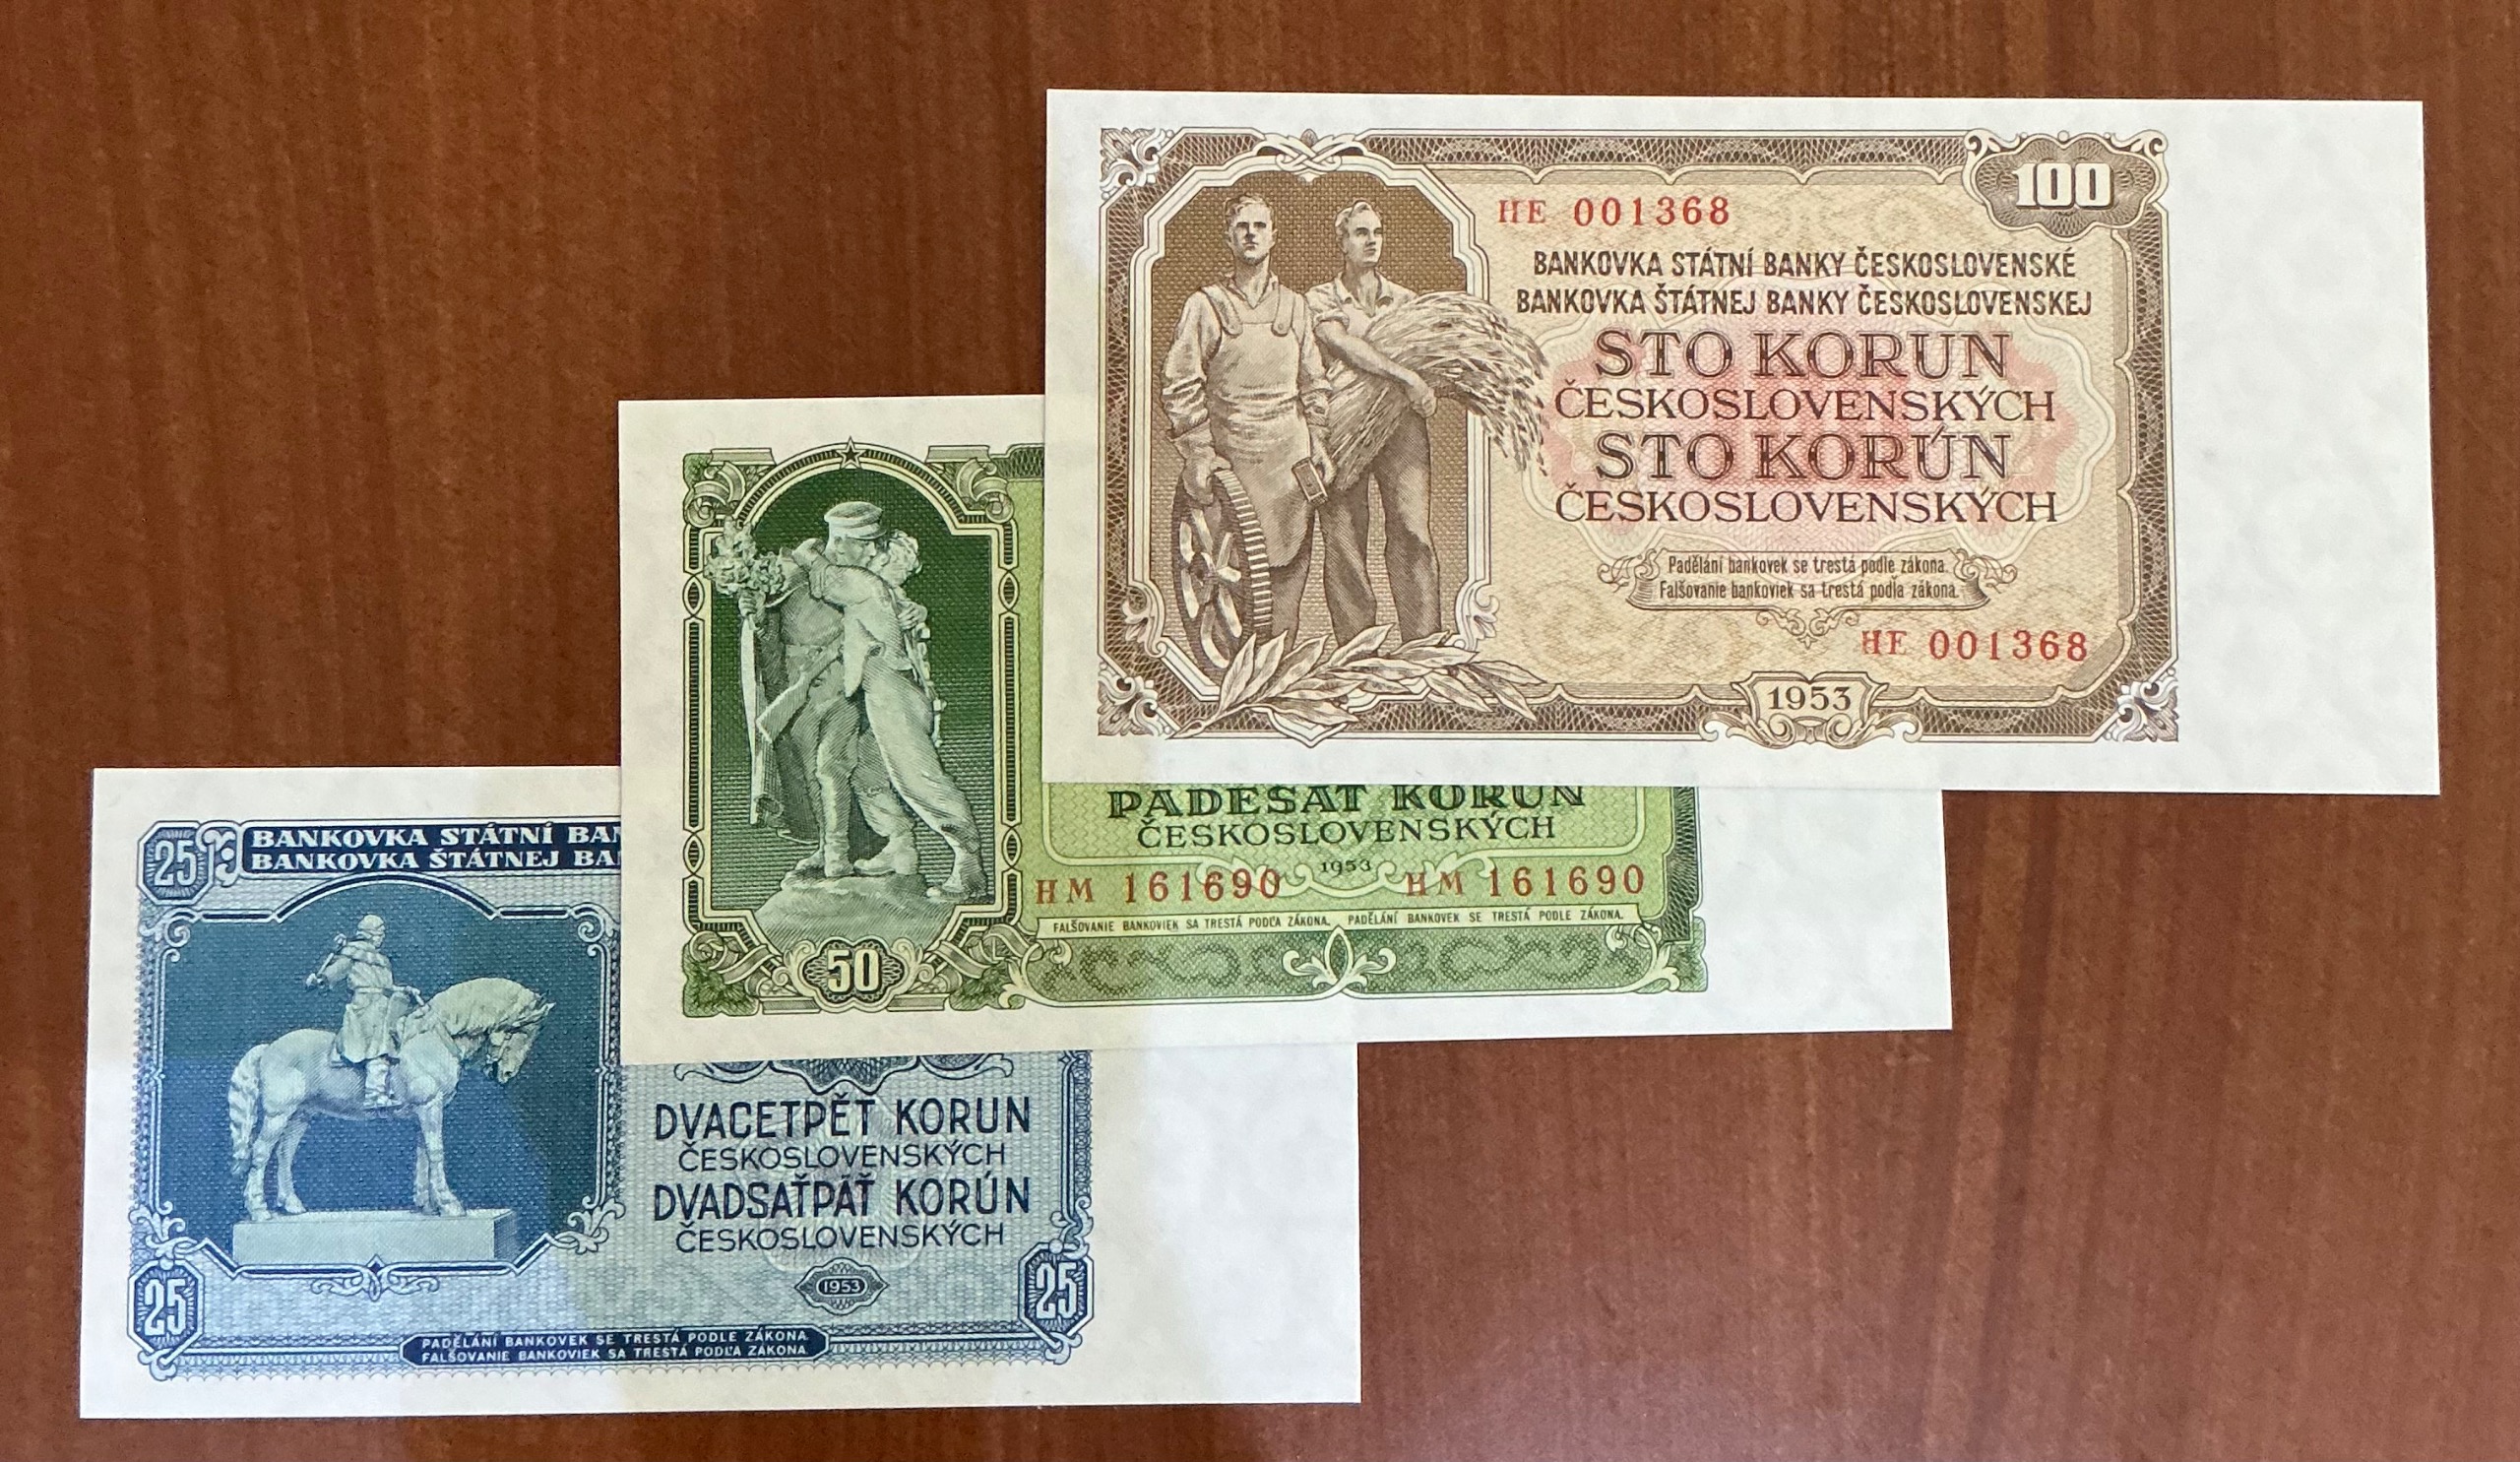 100
HE 001368
BANKOVKA STÁTNÍ BANKY ČESKOSLOVENSKÉ
BANKOVKA ŠTÁTNEJ BANKY ČESKOSLOVENSKEJ
STO KORUN
ČESKOSLOVENSKÝCH
STO KORÚN
ČESKOSLOVENSKÝCH
Padělání bankovek se trestá podle zákona.
Falšovanie bankoviek sa trestá podľa zákona.
HE 001368
1953
PADESÁT KORUN
ČESKOSLOVENSKÝCH
1953
HM 161690 HM 161690
FALŠOVANIE BANKOVIEK SA TRESTÁ PODĽA ZÁKONA. PADĚLÁNÍ BANKOVEK SE TRESTÁ PODLE ZÁKONA.
50
25
BANKOVKA STÁTNÍ
BANKOVKA ŠTÁTNEJ
DVACETPĚT KORUN
ČESKOSLOVENSKÝCH
DVADSAŤPÄŤ KORÚN
ČESKOSLOVENSKÝCH
1953
25
25
PADĚLÁNÍ BANKOVEK SE TRESTÁ PODLE ZÁKONA
FALŠOVANIE BANKOVIEK SA TRESTÁ PODĽA ZÁKONA